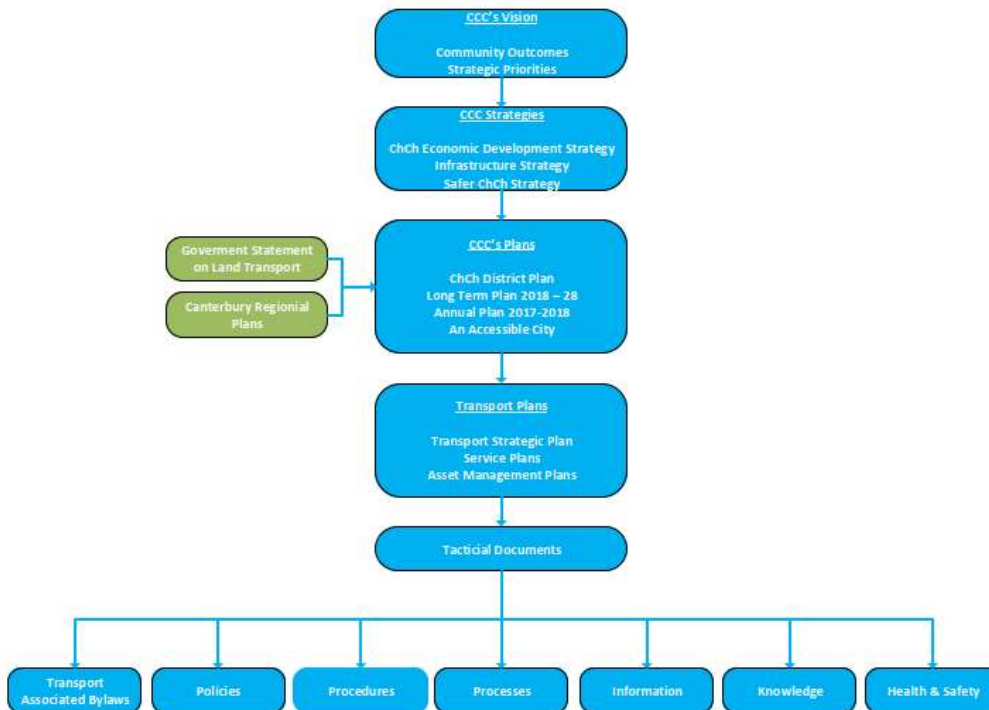 CCC's Vision
Community Outcomes
Strategic Priorities
CCC Strategies
ChCh Economic Development Strategy
Infrastructure Strategy
Safer ChCh Strategy
Goverment Statement
on Land Transport
Canterbury Regionial
Plans
CCC's Plans
ChCh District Plan
Long Term Plan 2018 – 28
Annual Plan 2017-2018
An Accessible City
Transport Plans
Transport Strategic Plan
Service Plans
Asset Management Plans
Tacticial Documents
Transport
Associated Bylaws
Policies
Procedures
Processes
Information
Knowledge
Health & Safety